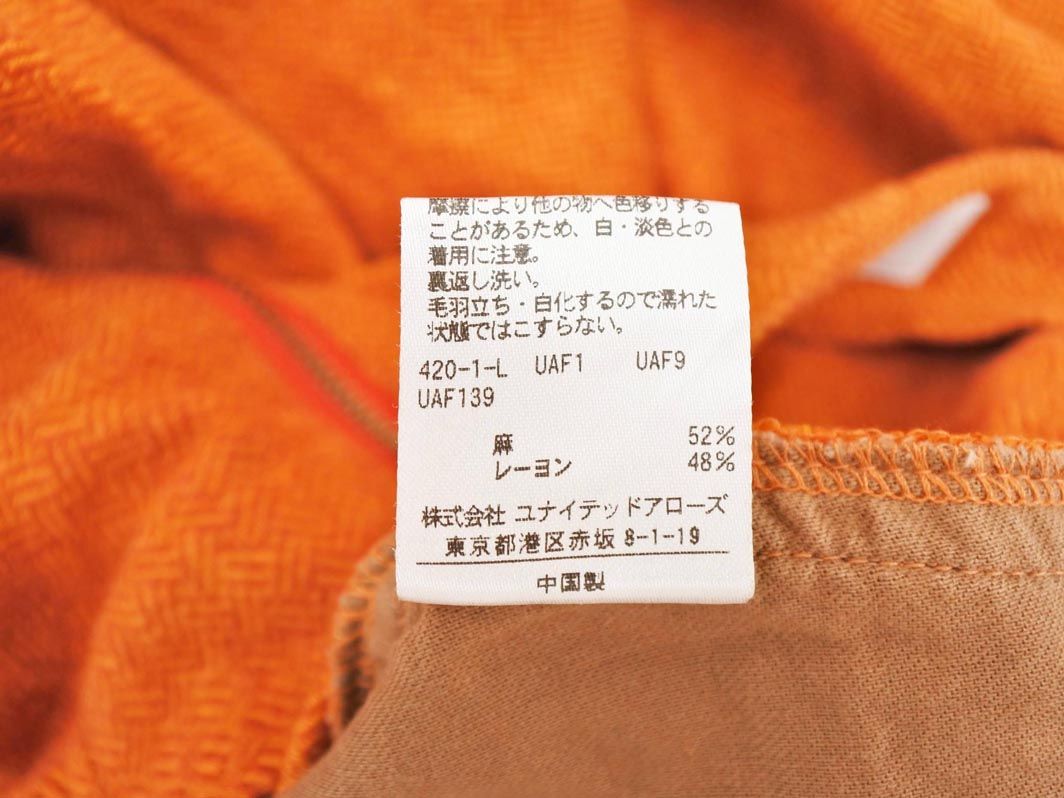 摩擦により他の物へ色移りする
ことがあるため、白・淡色との
着用に注意。
裏返し洗い。
毛羽立ち・白化するので濡れた
状態ではこすらない。
420-1-L UAF1 UAF9
UAF139
麻 52%
レーヨン 48%
株式会社 ユナイテッドアローズ
東京都港区赤坂 8-1-19
中国製